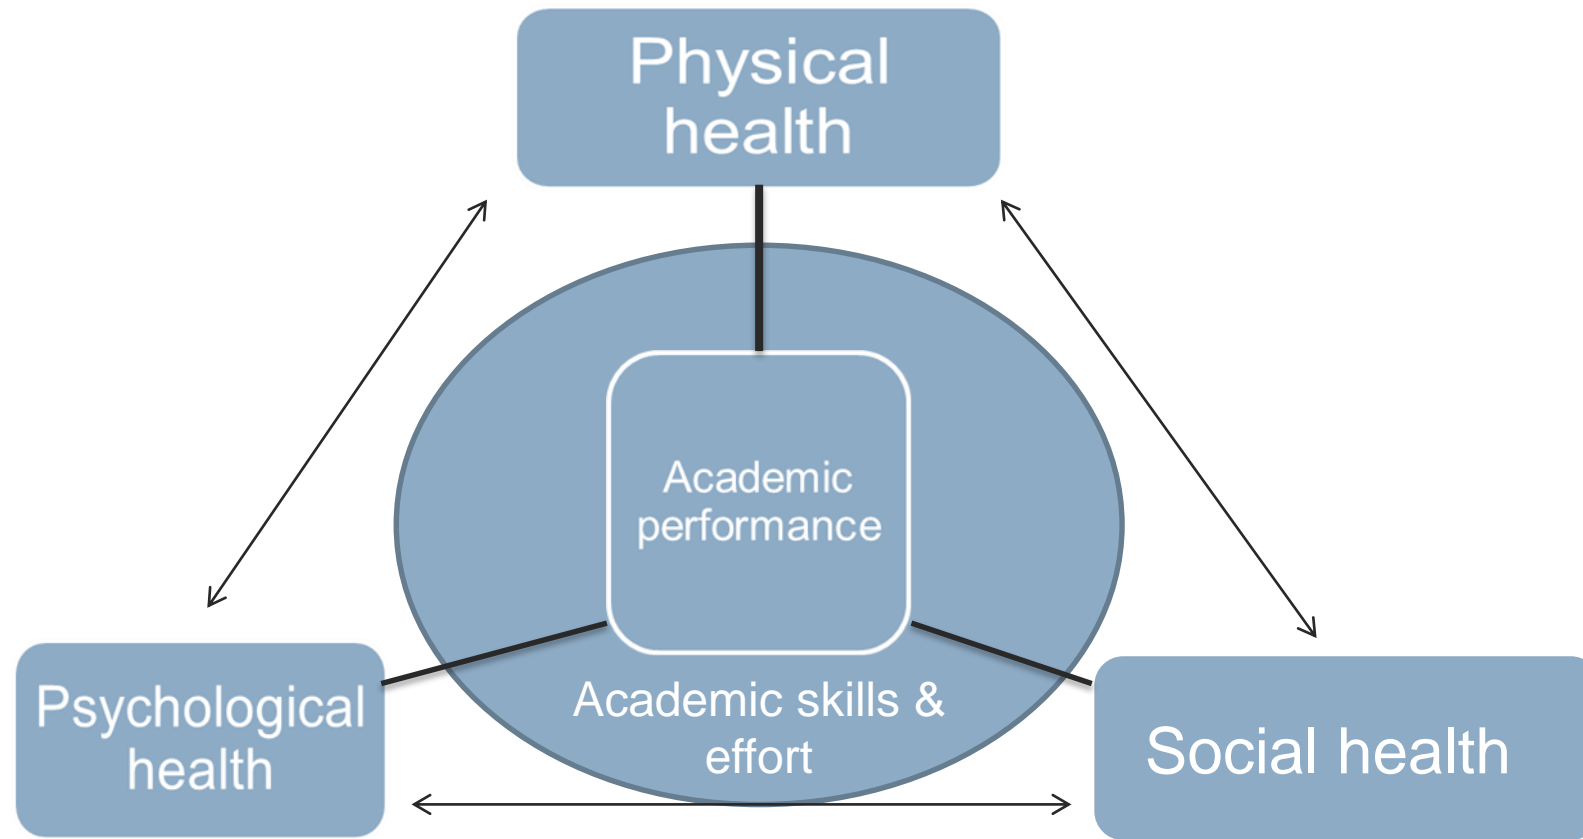 Physical
health
Academic
performance
Academic skills &
effort
Psychological
health
Social health